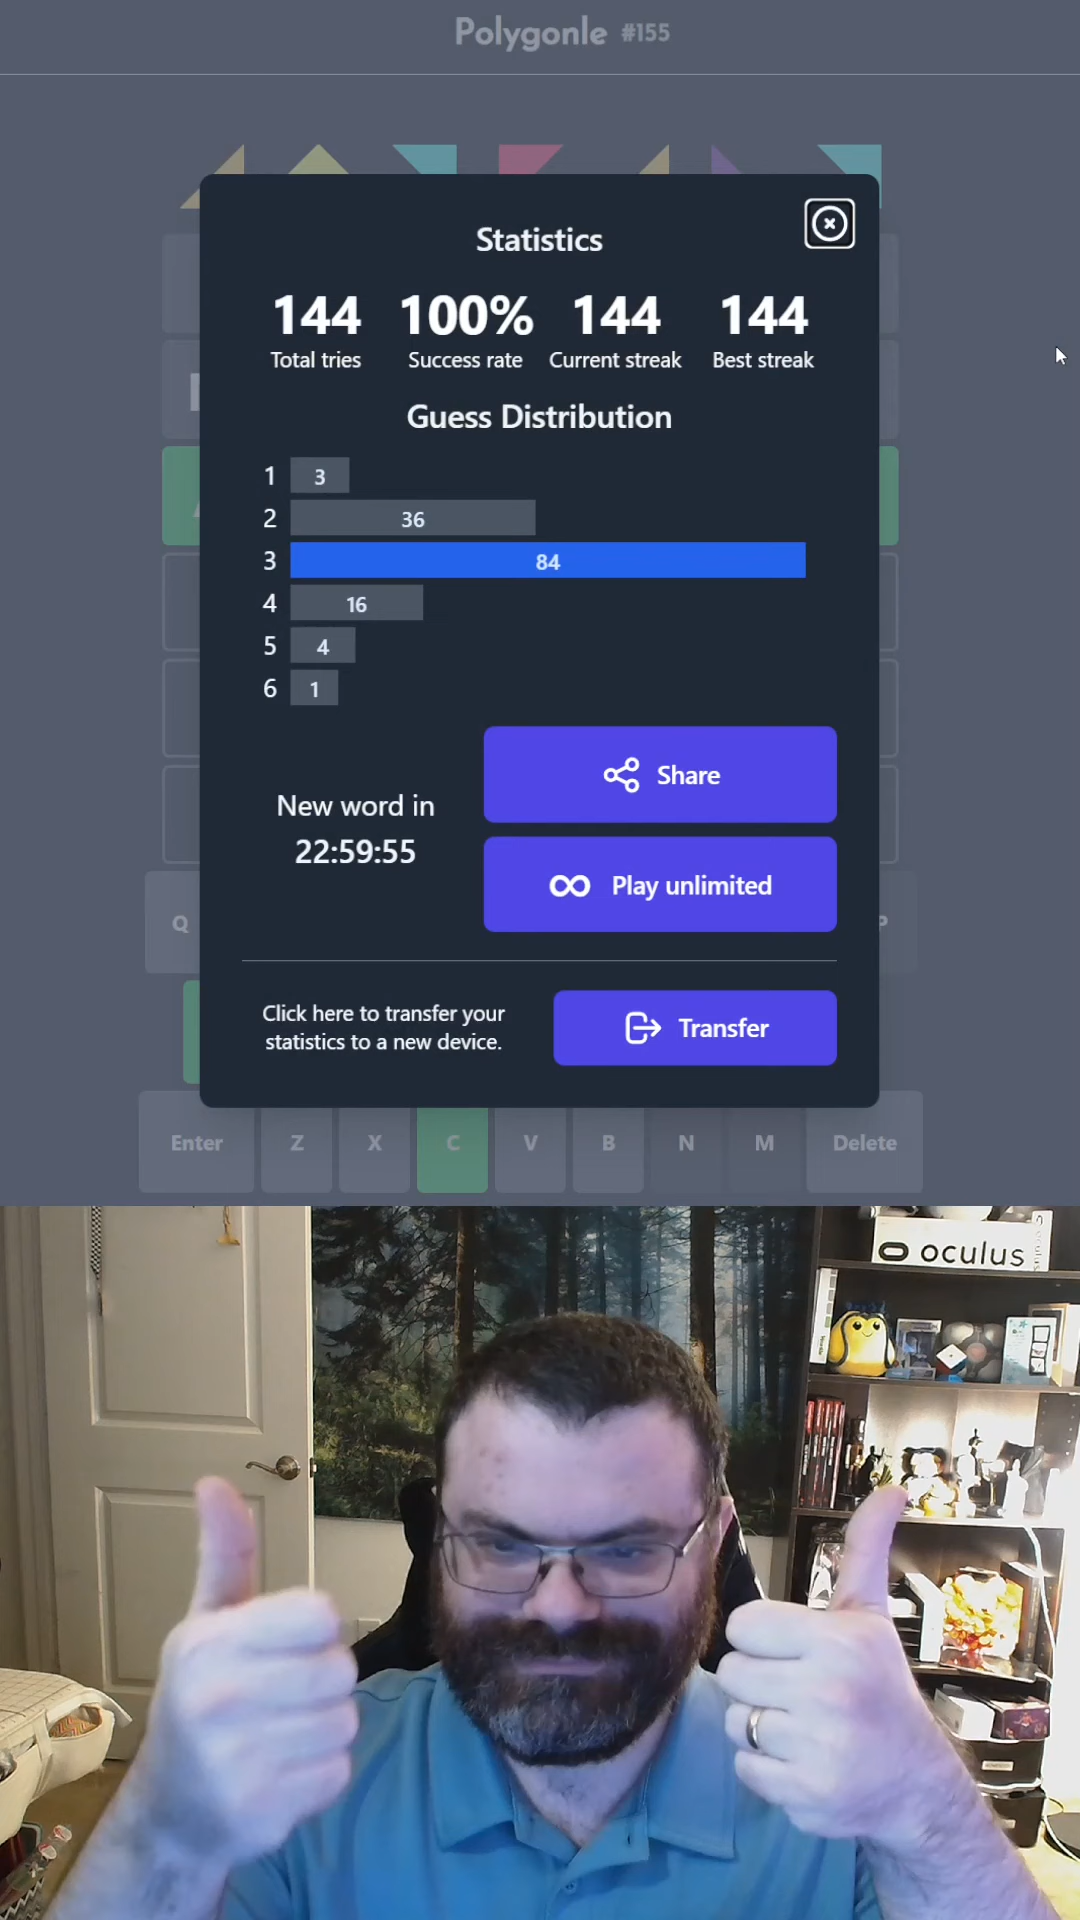 Polygonle #155
Statistics
144 100% 144 144
Total tries Success rate Current streak Best streak
Guess Distribution
1 3
2 36
3 84
4 16
5 4
6 1
Share
New word in
22:59:55
Play unlimited
Q P
Click here to transfer your
statistics to a new device.
Transfer
Enter Z X C V B N M Delete
oculus